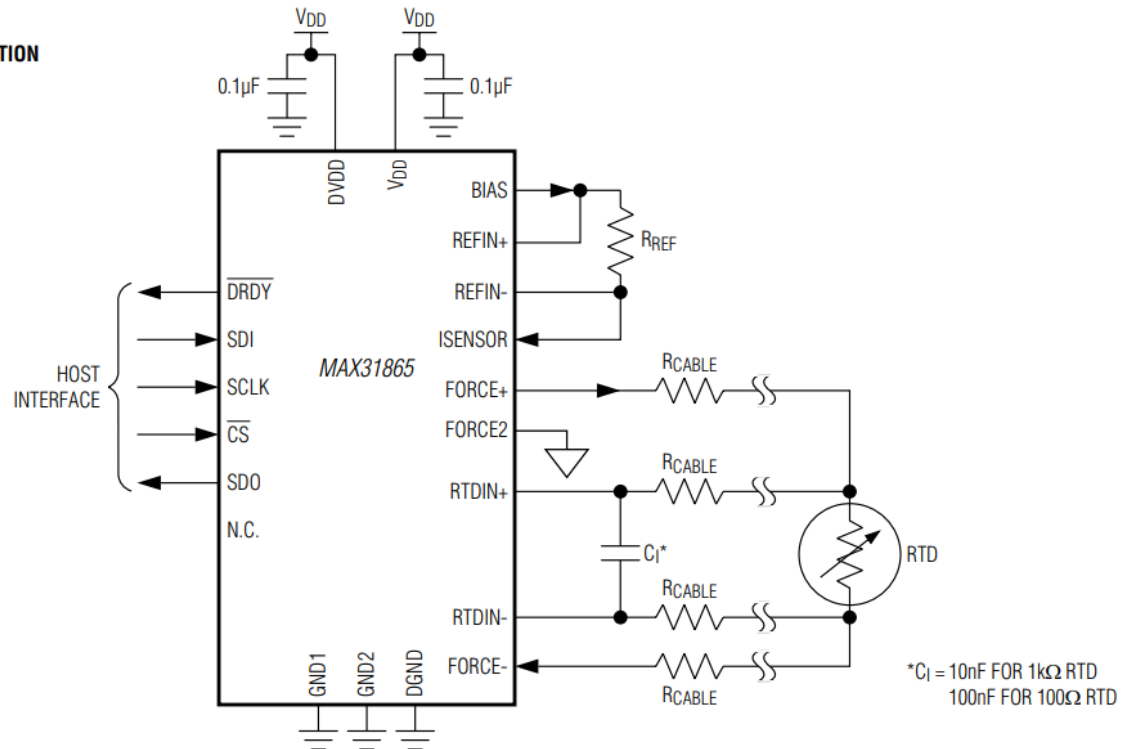 TION
VDD
VDD
0.1µF
0.1µF
DVDD
VDD
BIAS
REFIN+
RREF
REFIN-
ISENSOR
DRDY
SDI
SCLK
CS
SDO
N.C.
HOST
INTERFACE
MAX31865
FORCE+
RCABLE
FORCE2
RTDIN+
RCABLE
CI*
RTD
RTDIN-
RCABLE
FORCE-
RCABLE
GND1
GND2
DGND
*CI = 10nF FOR 1kΩ RTD
100nF FOR 100Ω RTD